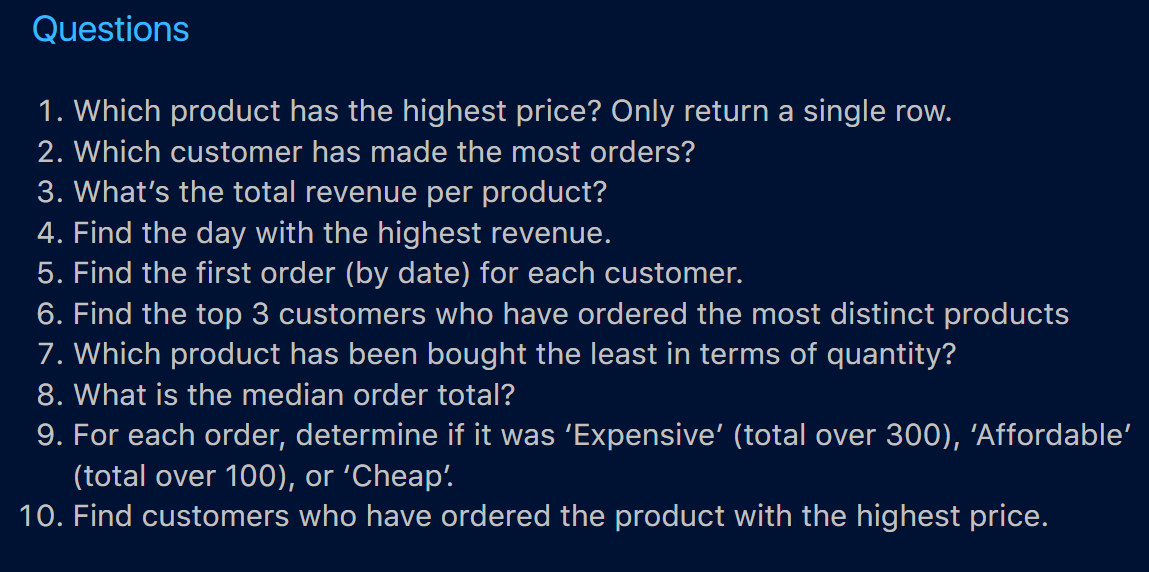 Questions
1. Which product has the highest price? Only return a single row.
2. Which customer has made the most orders?
3. What’s the total revenue per product?
4. Find the day with the highest revenue.
5. Find the first order (by date) for each customer.
6. Find the top 3 customers who have ordered the most distinct products
7. Which product has been bought the least in terms of quantity?
8. What is the median order total?
9. For each order, determine if it was ‘Expensive’ (total over 300), ‘Affordable’
(total over 100), or ‘Cheap’.
10. Find customers who have ordered the product with the highest price.